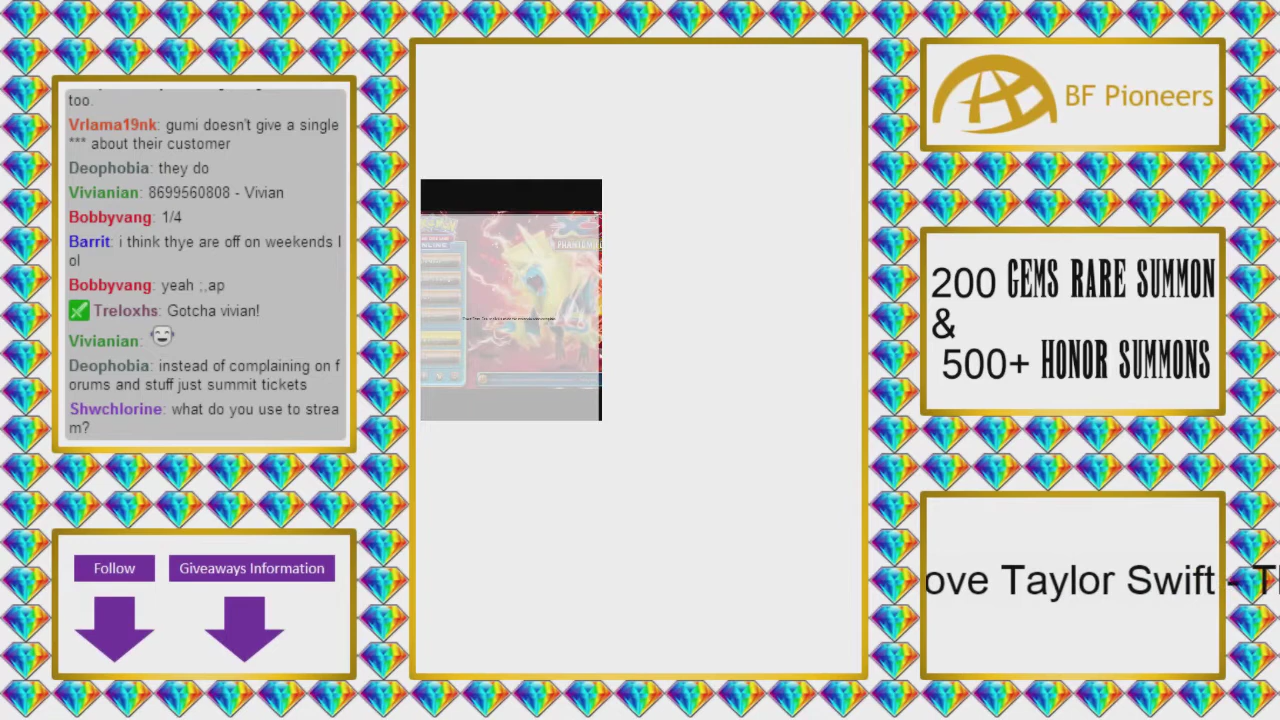 too.
Vrlama19nk: gumi doesn't give a single
*** about their customer
Deophobia: they do
Vivianian: 8699560808 - Vivian
Bobbyvang: 1/4
Barrit: i think thye are off on weekends l
ol
Bobbyvang: yeah ;,ap
Treloxhs: Gotcha vivian!
Vivianian:
Deophobia: instead of complaining on f
orums and stuff just summit tickets
Shwchlorine: what do you use to strea
m?
Follow
Giveaways Information
BF Pioneers
200 GEMS RARE SUMMON
&
500+ HONOR SUMMONS
ove Taylor Swift - Th